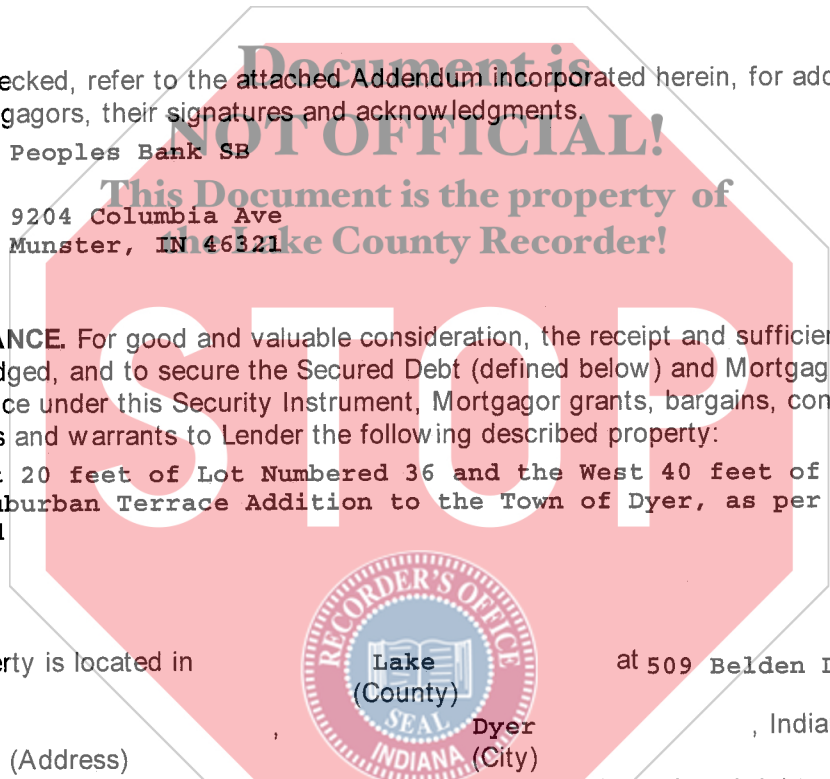 Document is
ecked, refer to the attached Addendum incorporated herein, for add
gagors, their signatures and acknowledgments.
NOT OFFICIAL!
Peoples Bank SB
This Document is the property of
9204 Columbia Ave
the Lake County Recorder!
Munster, IN 46321
ANCE. For good and valuable consideration, the receipt and sufficien
dged, and to secure the Secured Debt (defined below) and Mortgag
ce under this Security Instrument, Mortgagor grants, bargains, con
s and warrants to Lender the following described property:
STOP
t 20 feet of Lot Numbered 36 and the West 40 feet of
uburban Terrace Addition to the Town of Dyer, as per
RECORDER'S OFFICE
erty is located in Lake at 509 Belden D
(County)
SEAL
, Dyer , India
INDIANA
(Address) (City)